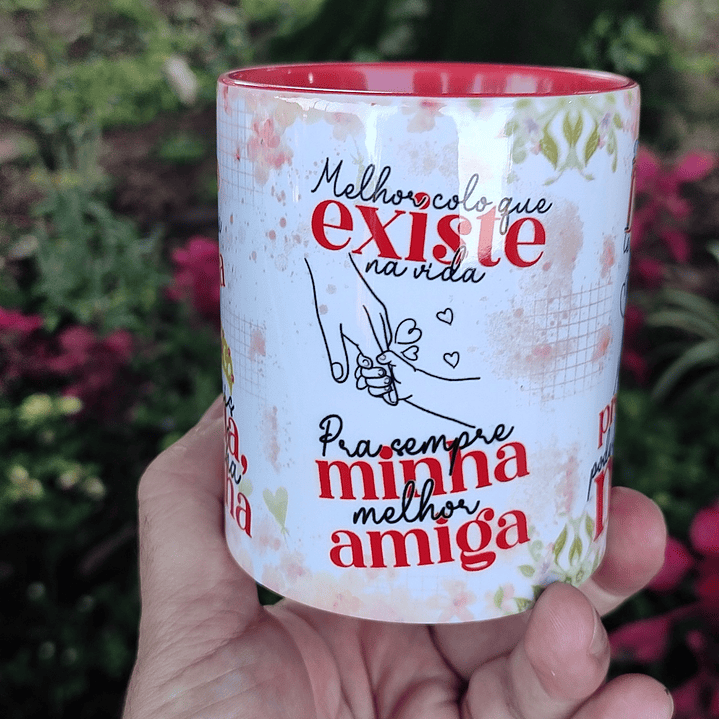 Melhor colo que
existe
na vida
Pra sempre
minha
melhor
amiga